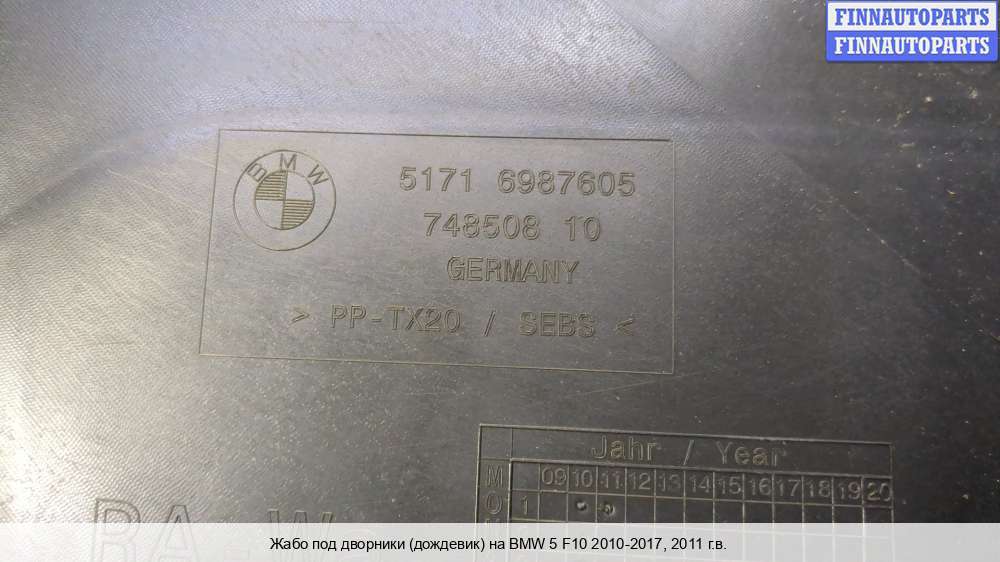 FINNAUTOPARTS
FINNAUTOPARTS
BMW
5171 6987605
748508 10
GERMANY
> PP-TX20 / SEBS <
Jahr / Year
09 10 11 12 13 14 15 16 17 18 19 20
1
Жабо под дворники (дождевик) на BMW 5 F10 2010-2017, 2011 г.в.